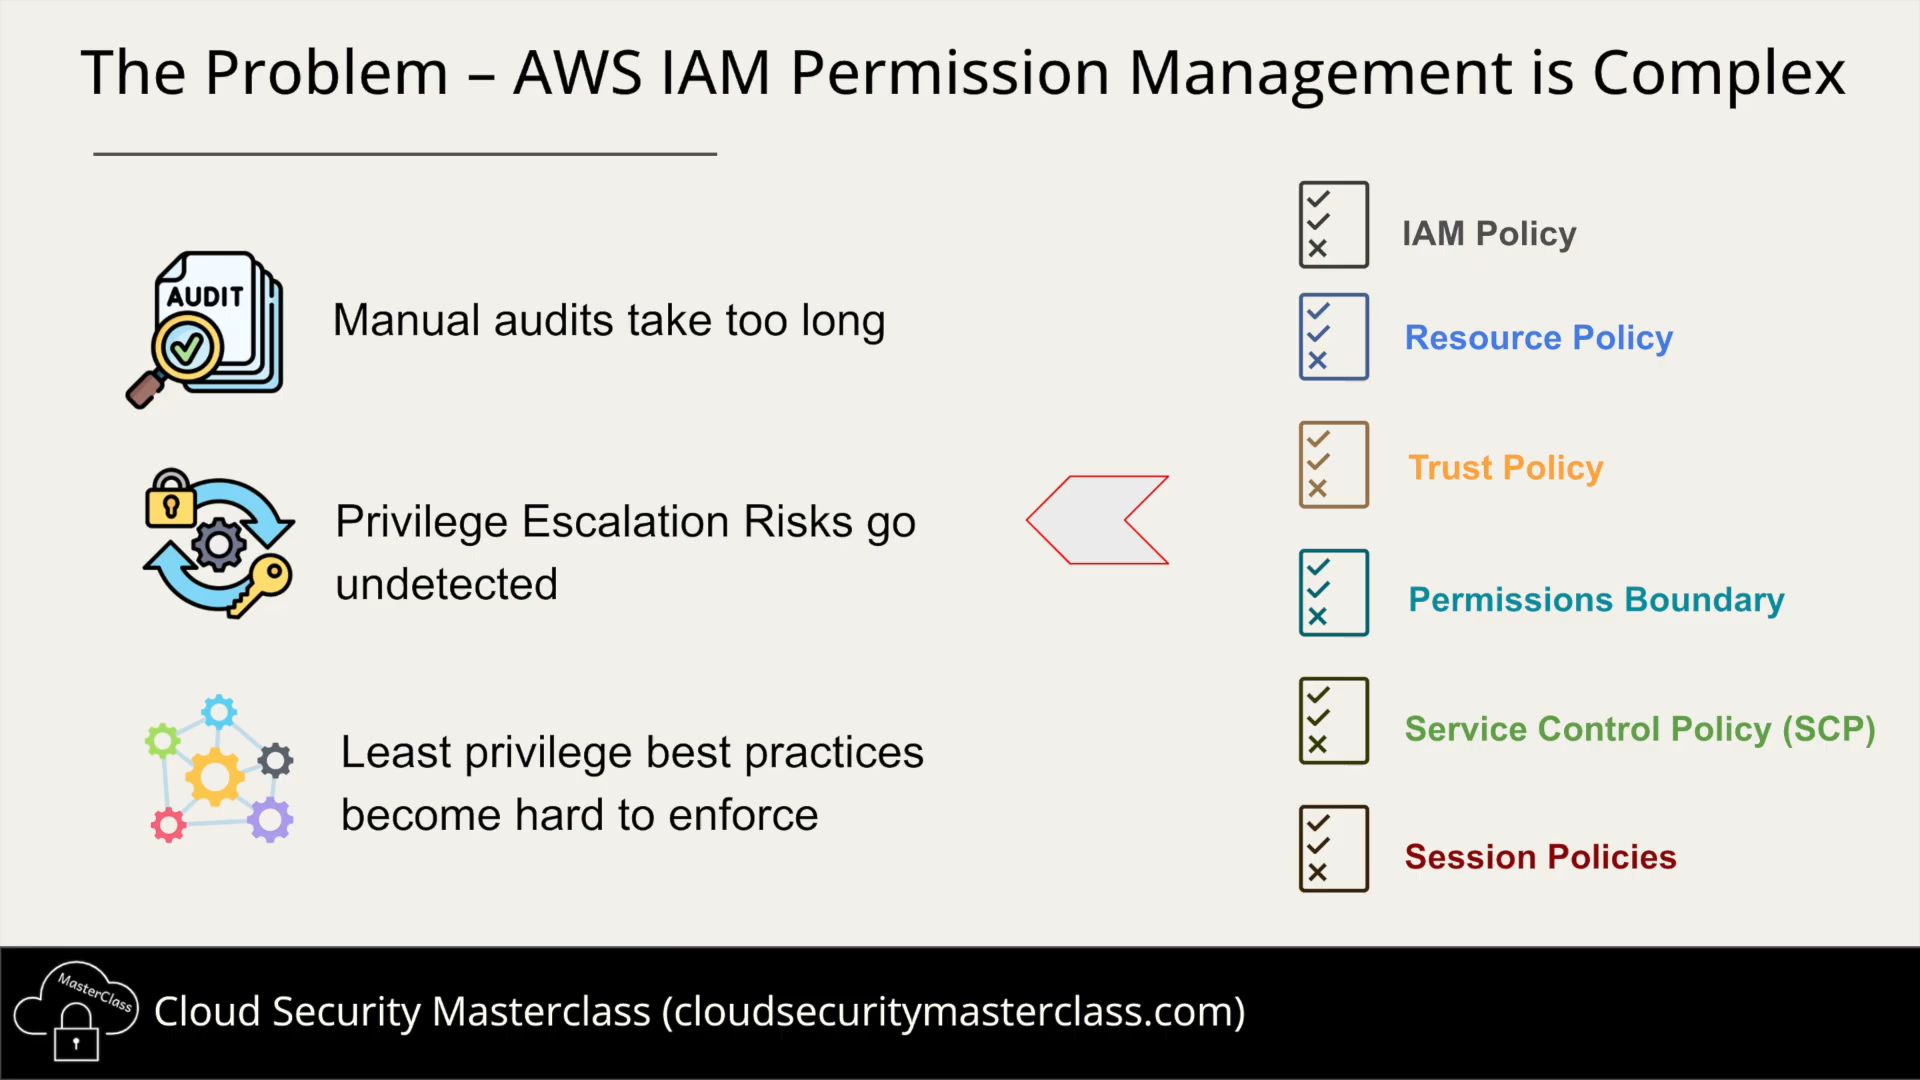 The Problem – AWS IAM Permission Management is Complex
AUDIT
Manual audits take too long
Privilege Escalation Risks go
undetected
Least privilege best practices
become hard to enforce
IAM Policy
Resource Policy
Trust Policy
Permissions Boundary
Service Control Policy (SCP)
Session Policies
MasterClass
Cloud Security Masterclass (cloudsecuritymasterclass.com)